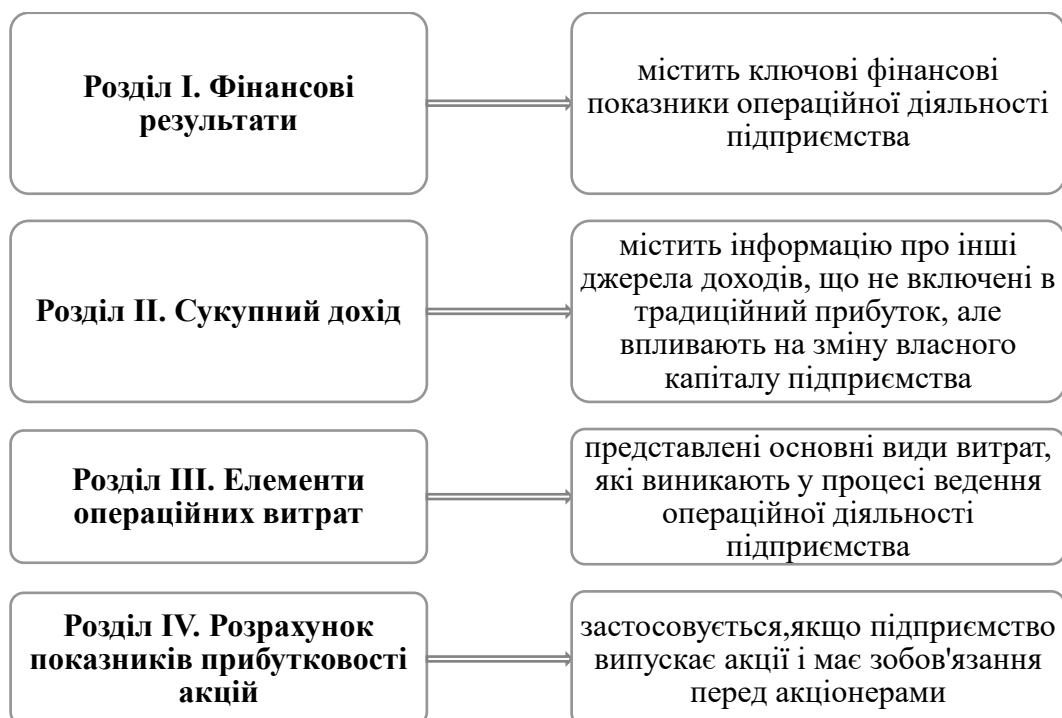 Розділ І. Фінансові
результати
містить ключові фінансові
показники операційної діяльності
підприємства
Розділ ІІ. Сукупний дохід
містить інформацію про інші
джерела доходів, що не включені в
традиційний прибуток, але
впливають на зміну власного
капіталу підприємства
Розділ ІІІ. Елементи
операційних витрат
представлені основні види витрат,
які виникають у процесі ведення
операційної діяльності
підприємства
Розділ IV. Розрахунок
показників прибутковості
акцій
застосовується,якщо підприємство
випускає акції і має зобов'язання
перед акціонерами